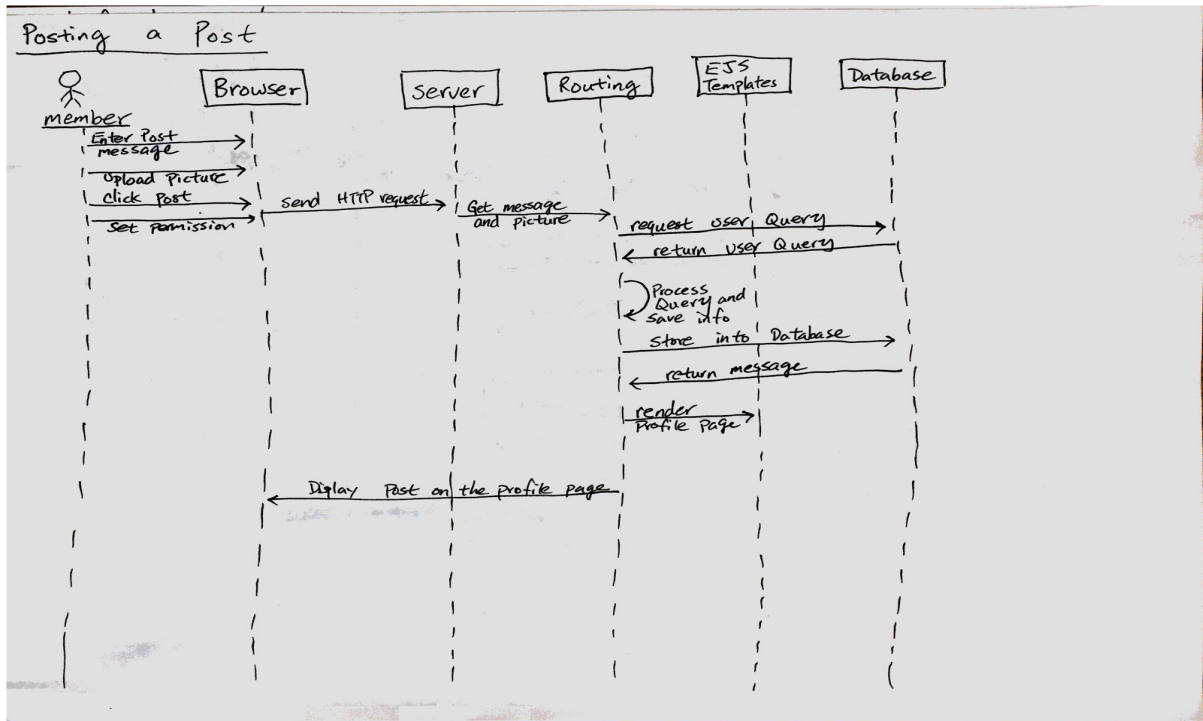 Posting a Post
member
Browser
Server
Routing
EJS
Templates
Database
Enter Post
message
Upload Picture
click Post
Set permission
Send HTTP request
Get message
and picture
request user Query
return User Query
Process
Query and
save info
store into Database
return message
render
Profile Page
Display Post on the profile page